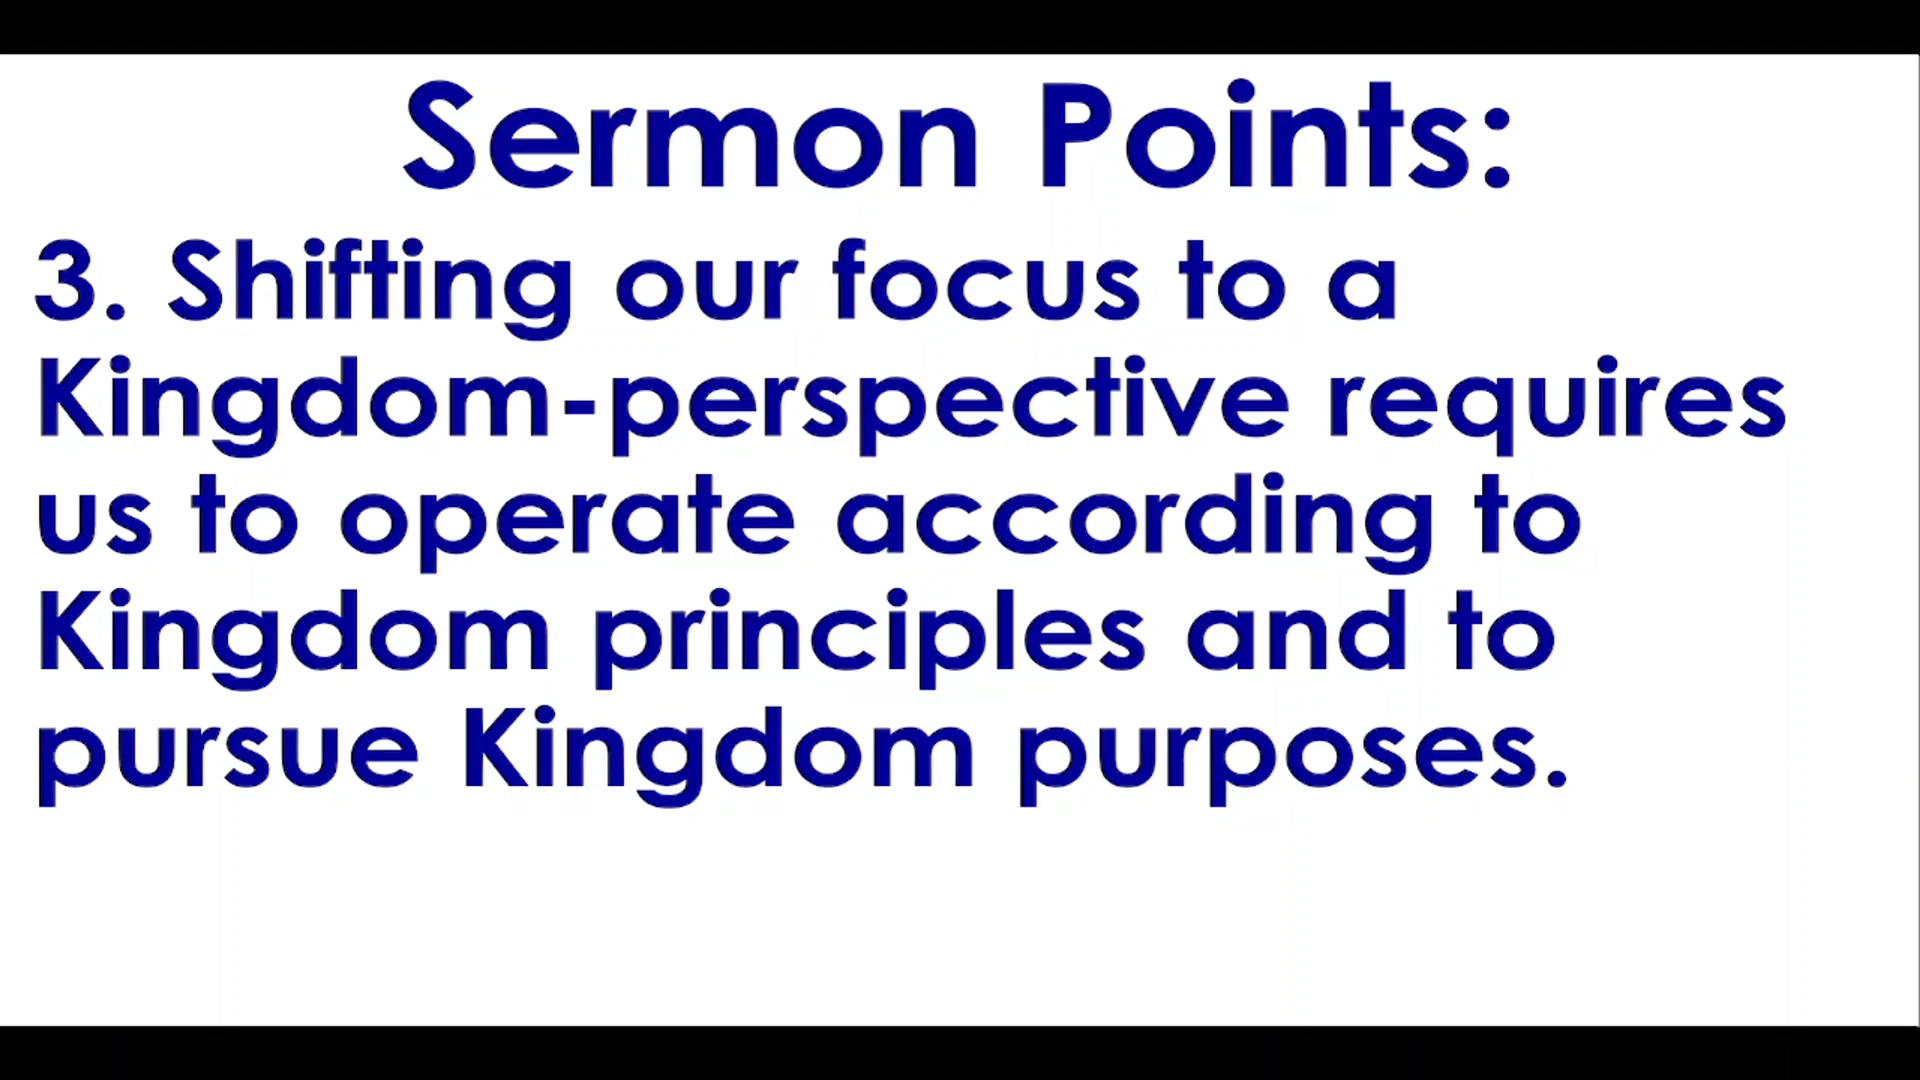 Sermon Points:
3. Shifting our focus to a
Kingdom-perspective requires
us to operate according to
Kingdom principles and to
pursue Kingdom purposes.